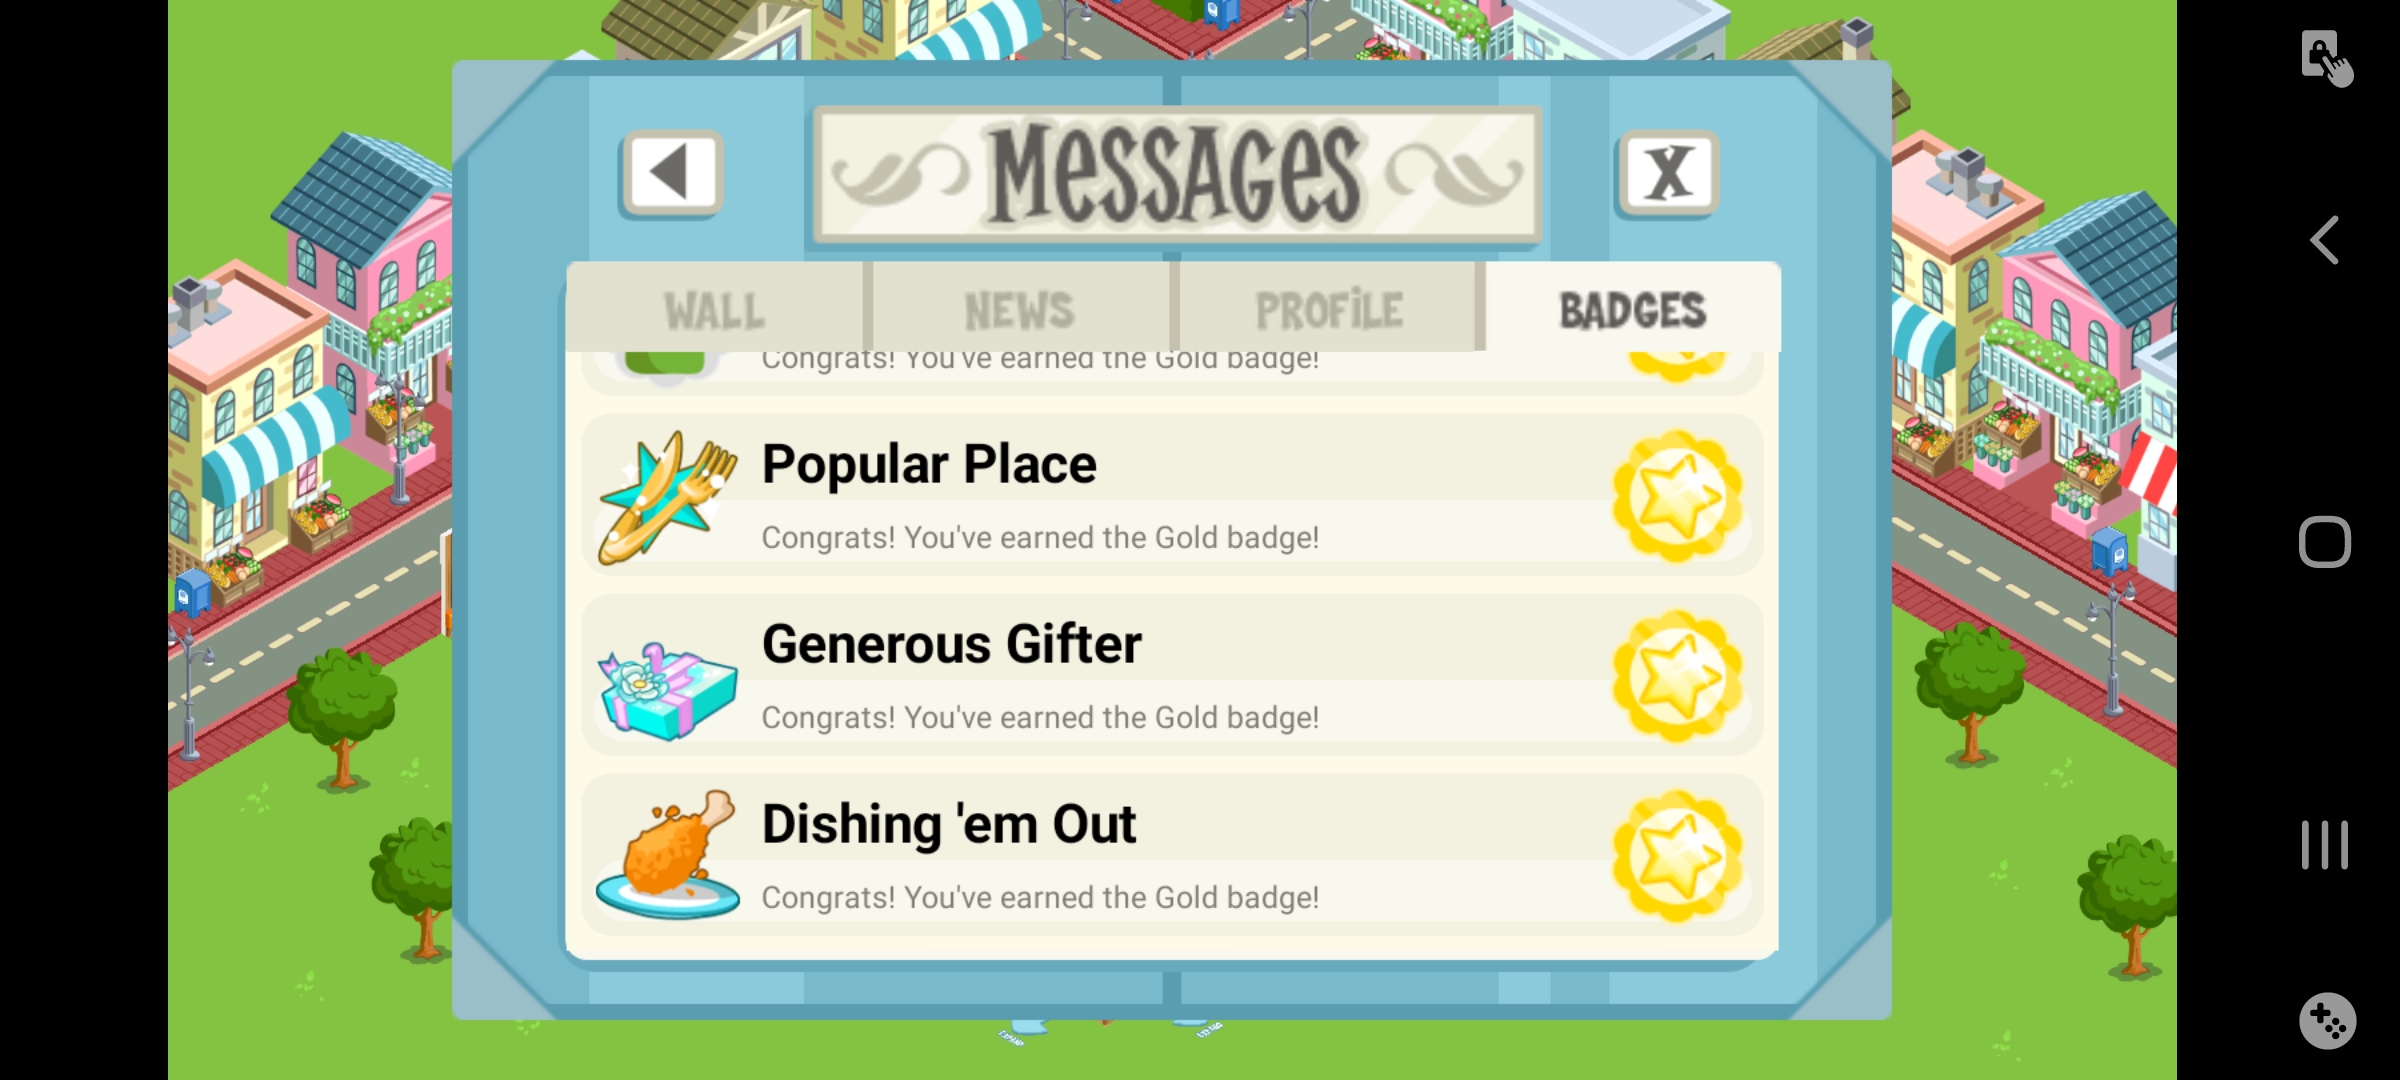 MESSAGES
X
WALL
NEWS
PROFiLE
BADGES
Congrats! You've earned the Gold badge!
Popular Place
Congrats! You've earned the Gold badge!
Generous Gifter
Congrats! You've earned the Gold badge!
Dishing 'em Out
Congrats! You've earned the Gold badge!